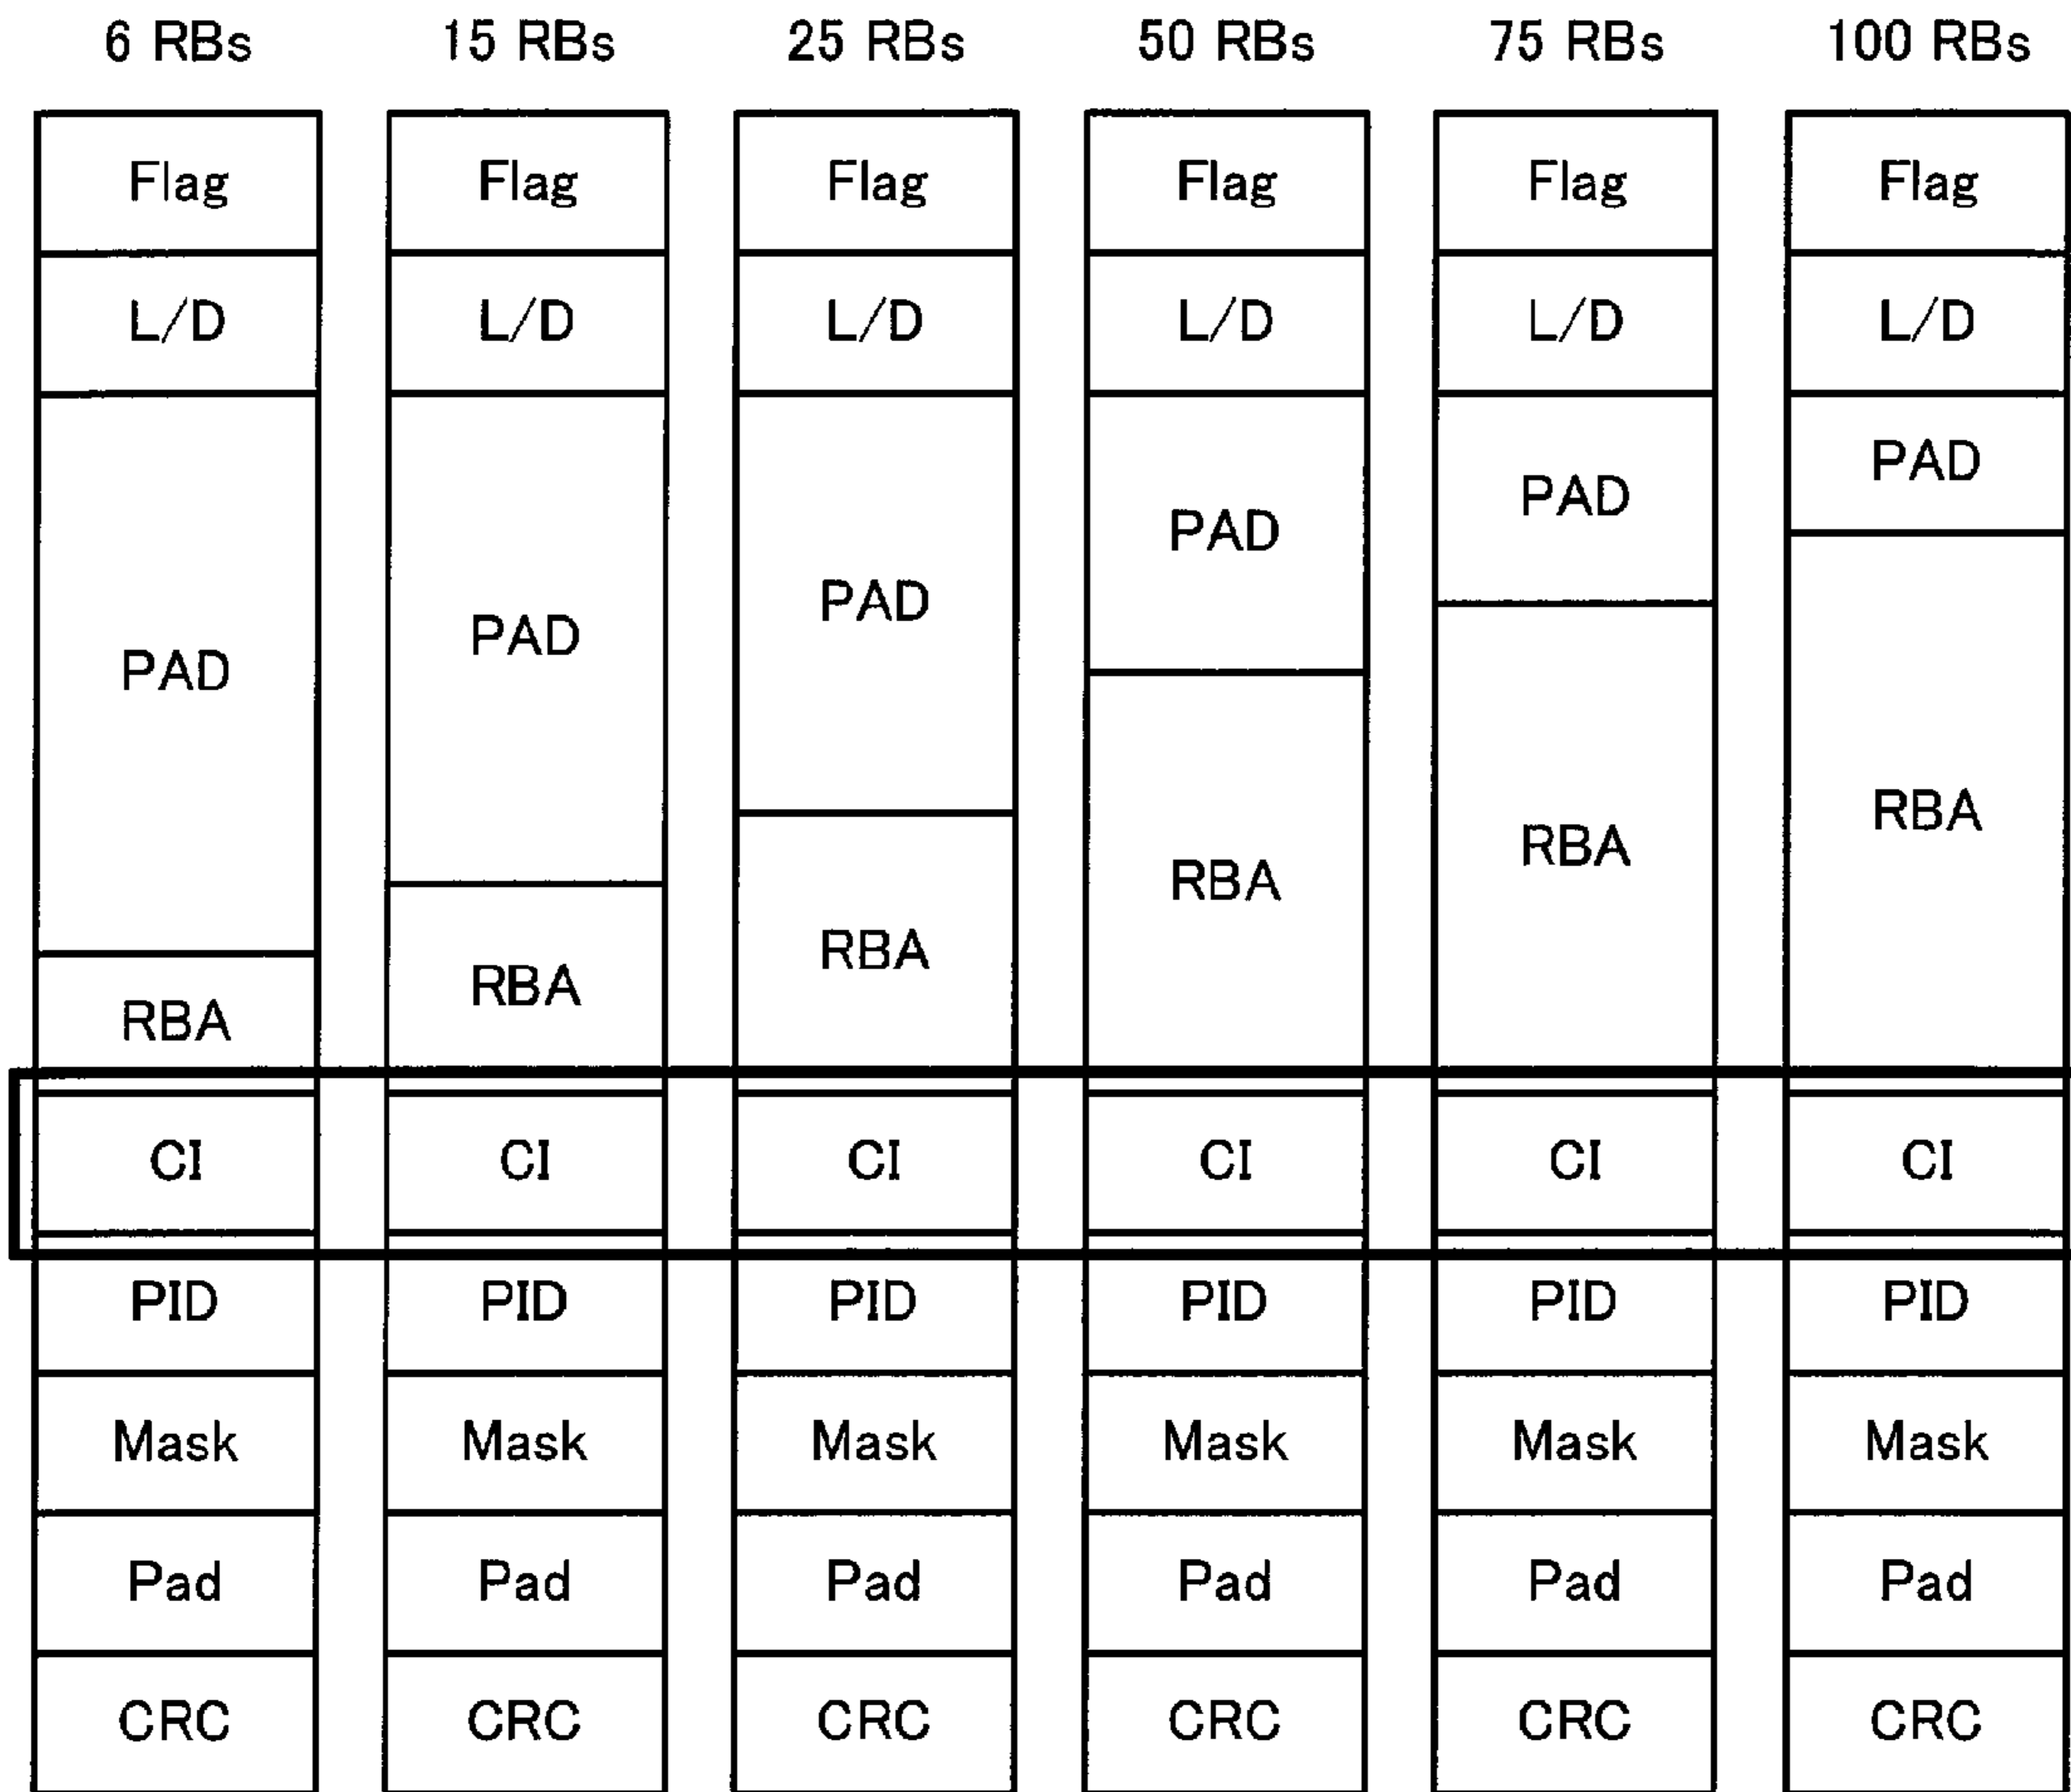 6 RBs 15 RBs 25 RBs 50 RBs 75 RBs 100 RBs
Flag Flag Flag Flag Flag Flag
L/D L/D L/D L/D L/D L/D
PAD PAD PAD PAD PAD PAD
RBA RBA RBA RBA RBA RBA
CI CI CI CI CI CI
PID PID PID PID PID PID
Mask Mask Mask Mask Mask Mask
Pad Pad Pad Pad Pad Pad
CRC CRC CRC CRC CRC CRC